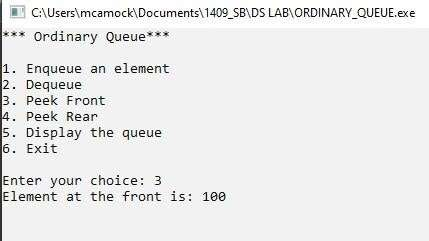 C:\Users\mcamock\Documents\1409_SB\DS LAB\ORDINARY_QUEUE.exe
*** Ordinary Queue***
1. Enqueue an element
2. Dequeue
3. Peek Front
4. Peek Rear
5. Display the queue
6. Exit
Enter your choice: 3
Element at the front is: 100